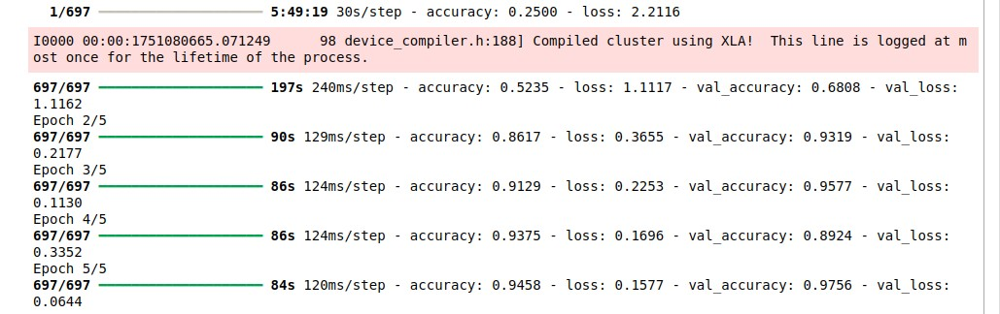 1/697 ━━━━━━━━━━━━━━━━━━━━ 5:49:19 30s/step - accuracy: 0.2500 - loss: 2.2116
I0000 00:00:1751080665.071249      98 device_compiler.h:188] Compiled cluster using XLA!  This line is logged at m
ost once for the lifetime of the process.
697/697 ━━━━━━━━━━━━━━━━━━━━ 197s 240ms/step - accuracy: 0.5235 - loss: 1.1117 - val_accuracy: 0.6808 - val_loss:
1.1162
Epoch 2/5
697/697 ━━━━━━━━━━━━━━━━━━━━ 90s 129ms/step - accuracy: 0.8617 - loss: 0.3655 - val_accuracy: 0.9319 - val_loss:
0.2177
Epoch 3/5
697/697 ━━━━━━━━━━━━━━━━━━━━ 86s 124ms/step - accuracy: 0.9129 - loss: 0.2253 - val_accuracy: 0.9577 - val_loss:
0.1130
Epoch 4/5
697/697 ━━━━━━━━━━━━━━━━━━━━ 86s 124ms/step - accuracy: 0.9375 - loss: 0.1696 - val_accuracy: 0.8924 - val_loss:
0.3352
Epoch 5/5
697/697 ━━━━━━━━━━━━━━━━━━━━ 84s 120ms/step - accuracy: 0.9458 - loss: 0.1577 - val_accuracy: 0.9756 - val_loss:
0.0644